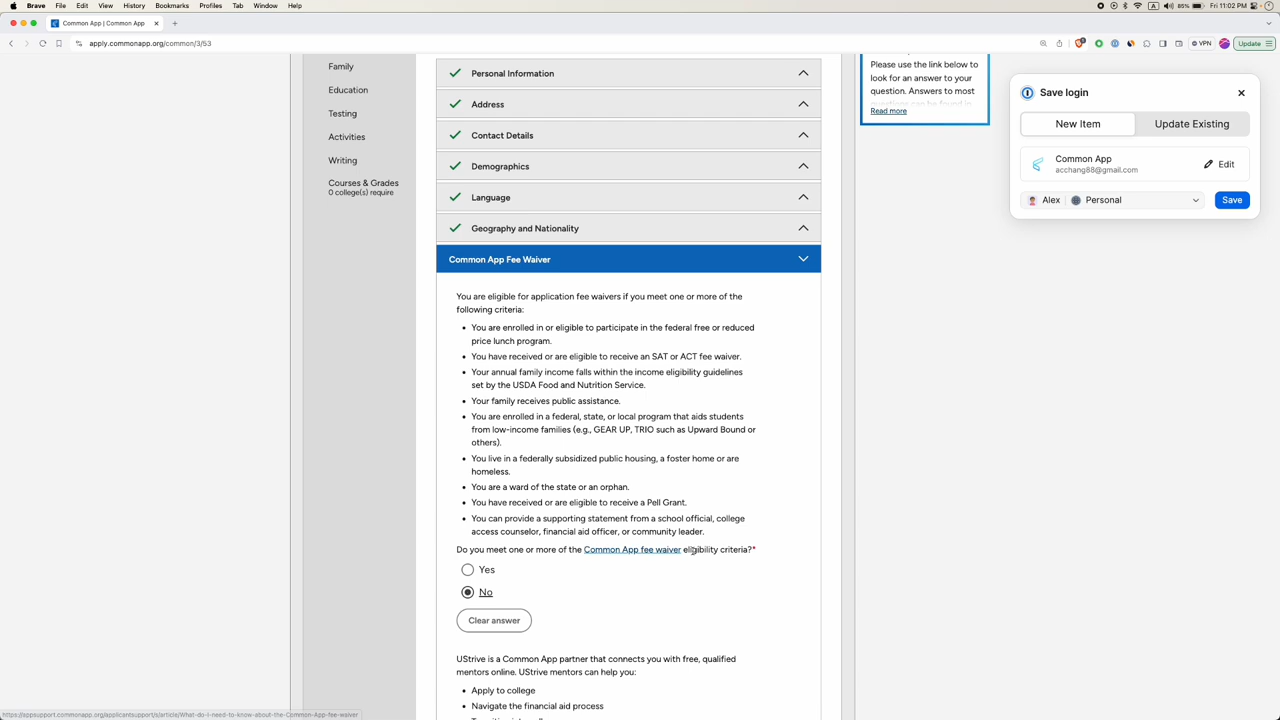 Brave File Edit View History Bookmarks Profiles Tab Window Help
85% Fri 11:02 PM
Common App | Common App
apply.commonapp.org/common/3/53
VPN
Update
Family
Education
Testing
Activities
Writing
Courses & Grades
0 college(s) require
Personal Information
Address
Contact Details
Demographics
Language
Geography and Nationality
Common App Fee Waiver
You are eligible for application fee waivers if you meet one or more of the
following criteria:
You are enrolled in or eligible to participate in the federal free or reduced
price lunch program.
You have received or are eligible to receive an SAT or ACT fee waiver.
Your annual family income falls within the income eligibility guidelines
set by the USDA Food and Nutrition Service.
Your family receives public assistance.
You are enrolled in a federal, state, or local program that aids students
from low-income families (e.g., GEAR UP, TRIO such as Upward Bound or
others).
You live in a federally subsidized public housing, a foster home or are
homeless.
You are a ward of the state or an orphan.
You have received or are eligible to receive a Pell Grant.
You can provide a supporting statement from a school official, college
access counselor, financial aid officer, or community leader.
Do you meet one or more of the Common App fee waiver eligibility criteria?*
Yes
No
Clear answer
UStrive is a Common App partner that connects you with free, qualified
mentors online. UStrive mentors can help you:
Apply to college
Navigate the financial aid process
Please use the link below to
look for an answer to your
question. Answers to most
Read more
Save login
New Item Update Existing
Common App
acchang88@gmail.com
Edit
Alex Personal
Save
https://appsupport.commonapp.org/applicantsupport/s/article/What-do-I-need-to-know-about-the-Common-App-fee-waiver